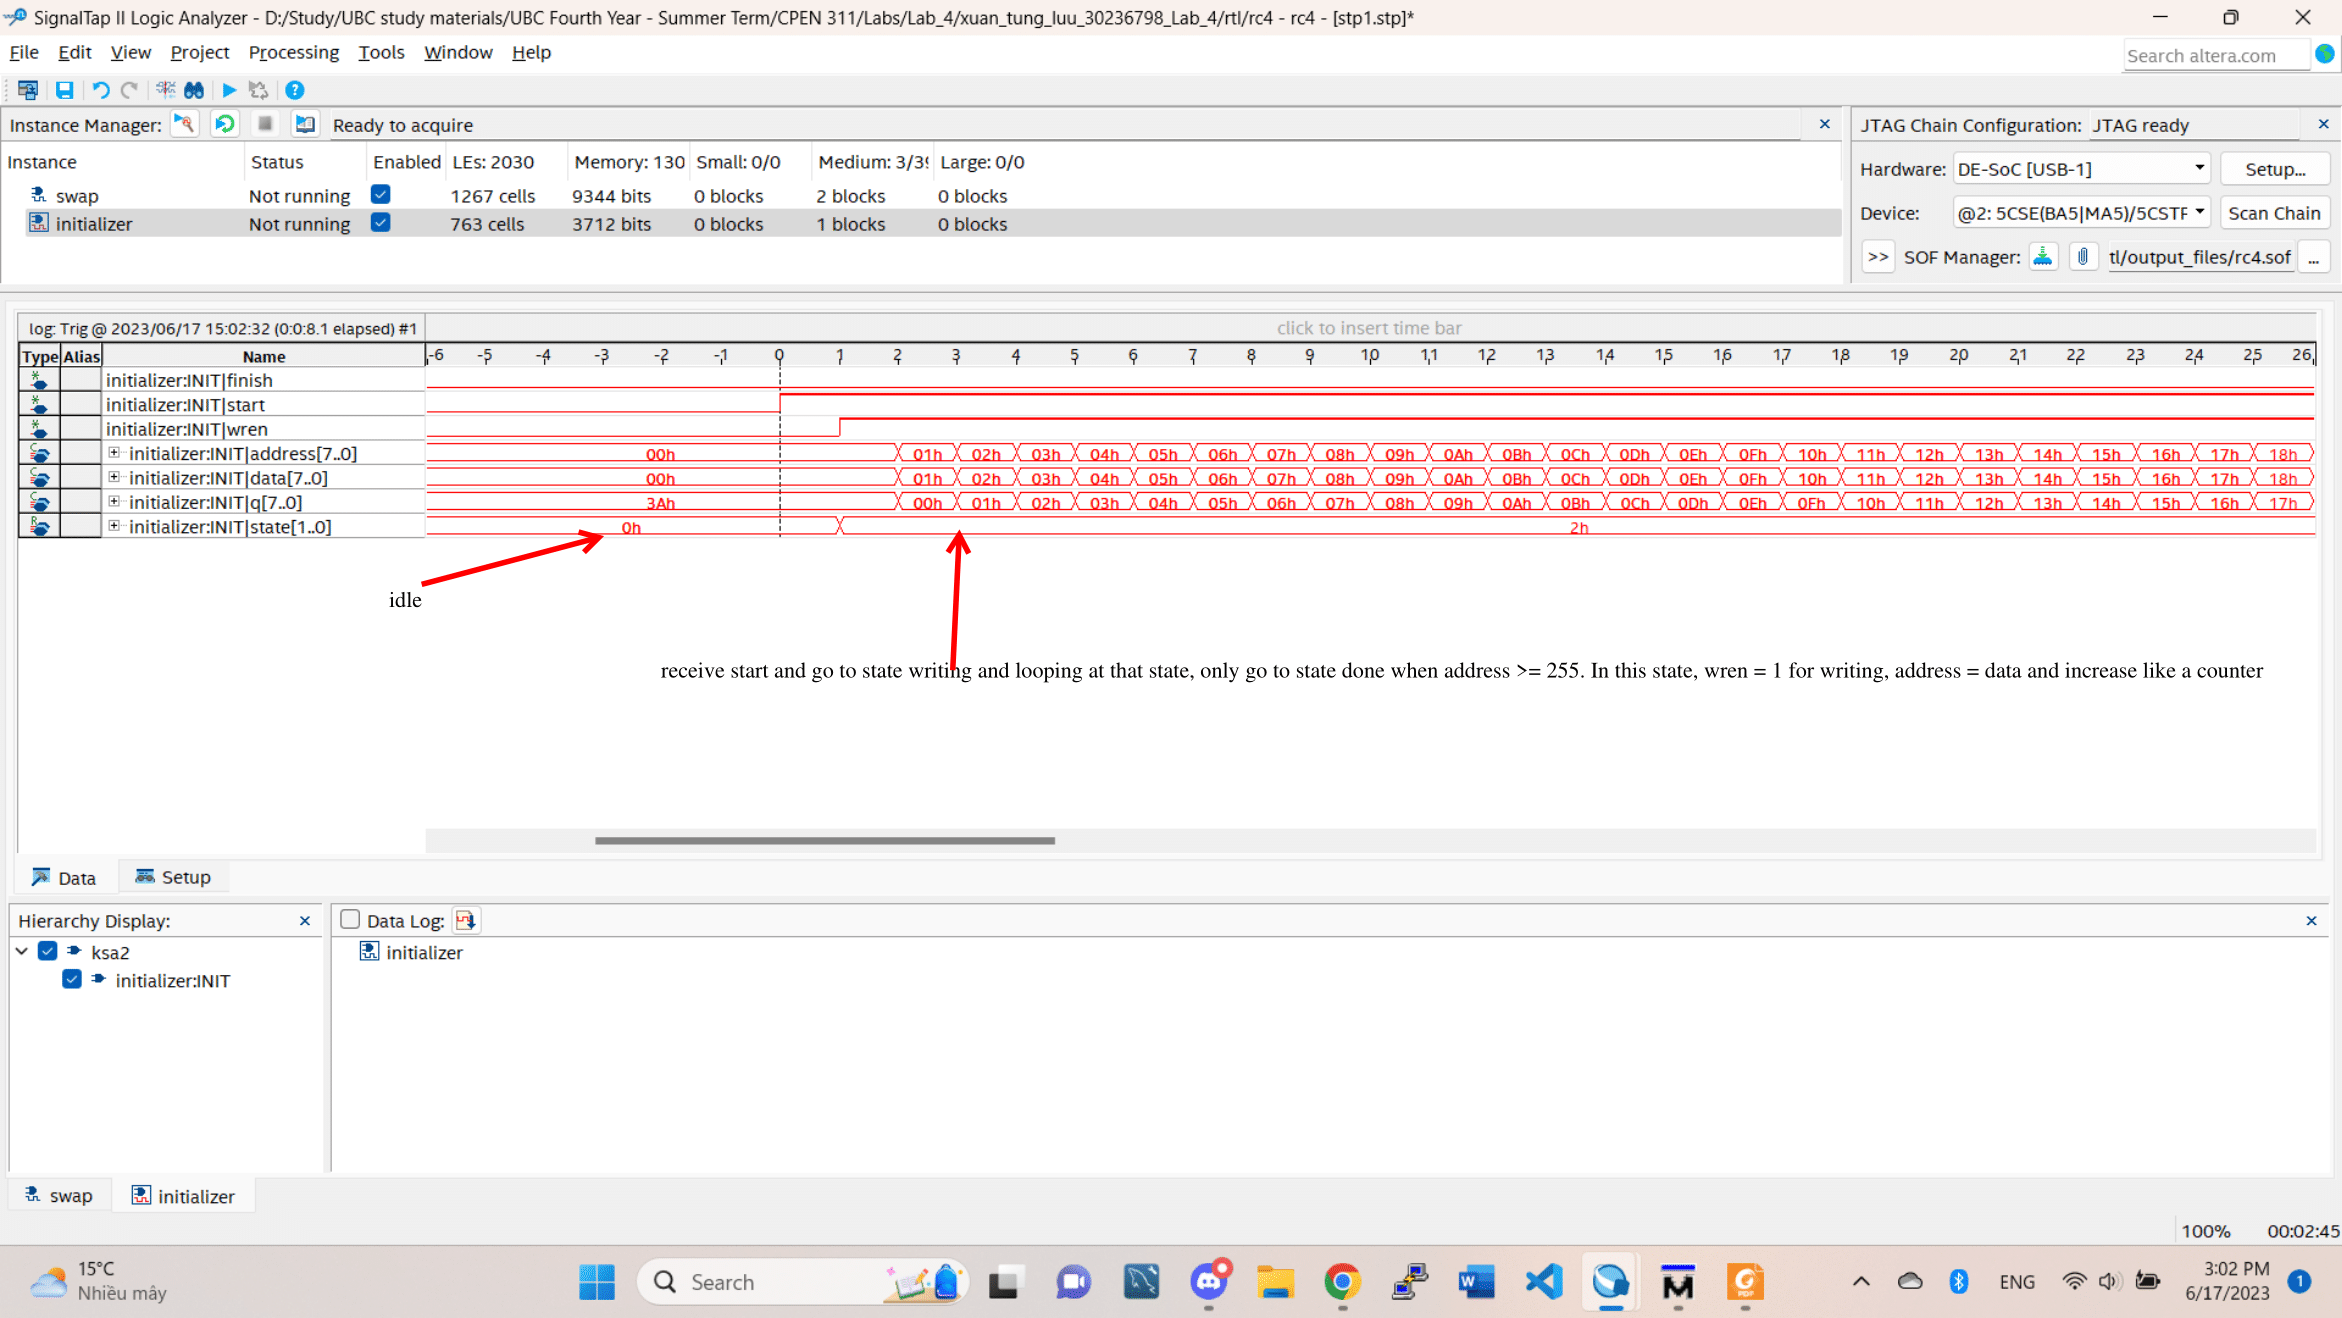 SignalTap II Logic Analyzer - D:/Study/UBC study materials/UBC Fourth Year - Summer Term/CPEN 311/Labs/Lab_4/xuan_tung_luu_30236798_Lab_4/rtl/rc4 - rc4 - [stp1.stp]*
File Edit View Project Processing Tools Window Help
Search altera.com
Instance Manager: Ready to acquire
JTAG Chain Configuration: JTAG ready
Instance Status Enabled LEs: 2030 Memory: 130 Small: 0/0 Medium: 3/39 Large: 0/0
swap Not running 1267 cells 9344 bits 0 blocks 2 blocks 0 blocks
initializer Not running 763 cells 3712 bits 0 blocks 1 blocks 0 blocks
Hardware: DE-SoC [USB-1] Setup...
Device: @2: 5CSE(BA5|MA5)/5CSTF Scan Chain
>> SOF Manager: tl/output_files/rc4.sof ...
log: Trig @ 2023/06/17 15:02:32 (0:0:8.1 elapsed) #1 click to insert time bar
Type Alias Name -6 -5 -4 -3 -2 -1 0 1 2 3 4 5 6 7 8 9 10 11 12 13 14 15 16 17 18 19 20 21 22 23 24 25 26
initializer:INIT|finish
initializer:INIT|start
initializer:INIT|wren
initializer:INIT|address[7..0] 00h 01h 02h 03h 04h 05h 06h 07h 08h 09h 0Ah 0Bh 0Ch 0Dh 0Eh 0Fh 10h 11h 12h 13h 14h 15h 16h 17h 18h
initializer:INIT|data[7..0] 00h 01h 02h 03h 04h 05h 06h 07h 08h 09h 0Ah 0Bh 0Ch 0Dh 0Eh 0Fh 10h 11h 12h 13h 14h 15h 16h 17h 18h
initializer:INIT|q[7..0] 3Ah 00h 01h 02h 03h 04h 05h 06h 07h 08h 09h 0Ah 0Bh 0Ch 0Dh 0Eh 0Fh 10h 11h 12h 13h 14h 15h 16h 17h
initializer:INIT|state[1..0] 0h 2h
idle
receive start and go to state writing and looping at that state, only go to state done when address >= 255. In this state, wren = 1 for writing, address = data and increase like a counter
Data Setup
Hierarchy Display:
Data Log:
ksa2
initializer:INIT
initializer
swap initializer
100% 00:02:45
15°C
Nhiều mây
Search
ENG
3:02 PM
6/17/2023
1